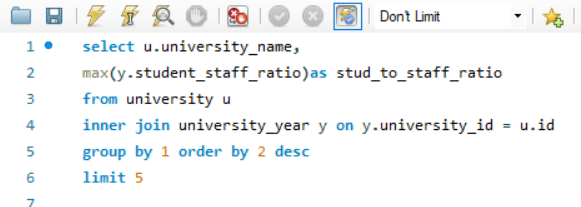 Don't Limit
1 select u.university_name,
2 max(y.student_staff_ratio)as stud_to_staff_ratio
3 from university u
4 inner join university_year y on y.university_id = u.id
5 group by 1 order by 2 desc
6 limit 5
7